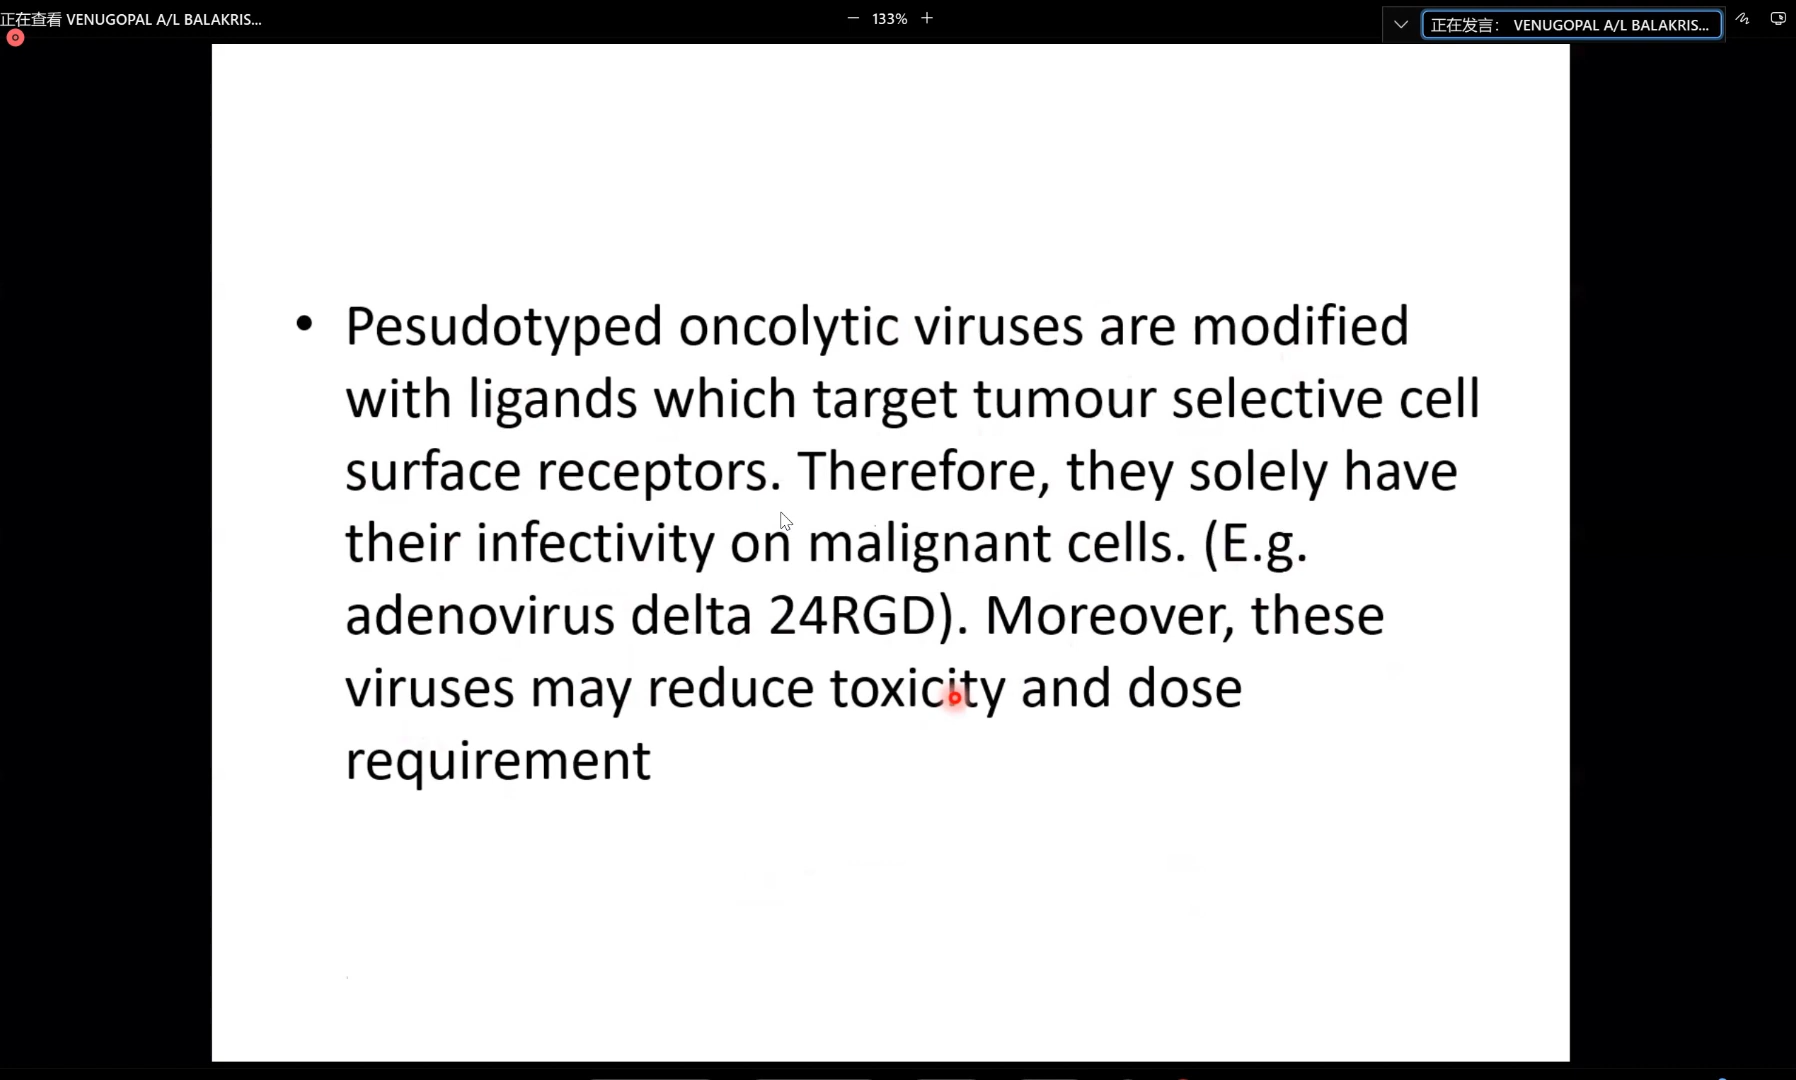 正在查看 VENUGOPAL A/L BALAKRIS...
133%
正在发言: VENUGOPAL A/L BALAKRIS...
• Pesudotyped oncolytic viruses are modified
with ligands which target tumour selective cell
surface receptors. Therefore, they solely have
their infectivity on malignant cells. (E.g.
adenovirus delta 24RGD). Moreover, these
viruses may reduce toxicity and dose
requirement